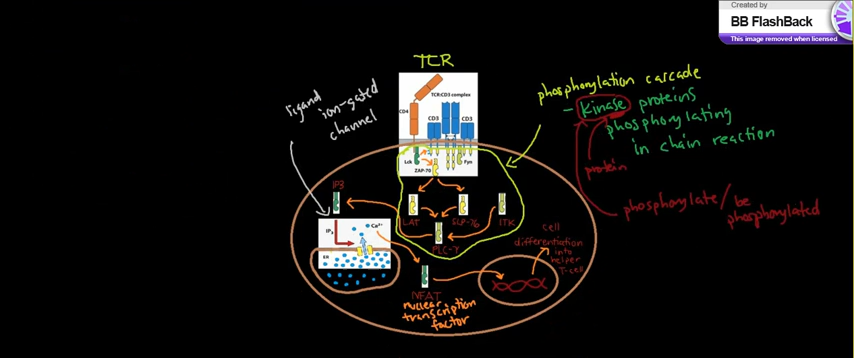 Created by
BB FlashBack
This image removed when licensed
TCR
TCR:CD3 complex
CD4
CD3
CD3
Lck
Fyn
ZAP-70
phosphorylation cascade
- kinase proteins
phosphorylating
in chain reaction
protein
phosphorylate/be
phosphorylated
ligand ion-gated
channel
IP3
LAT
SLP-76
ITK
PLC-γ
IP3
Ca2+
ER
NFAT
nuclear
transcription
factor
cell
differentiation
into
helper
T-cell